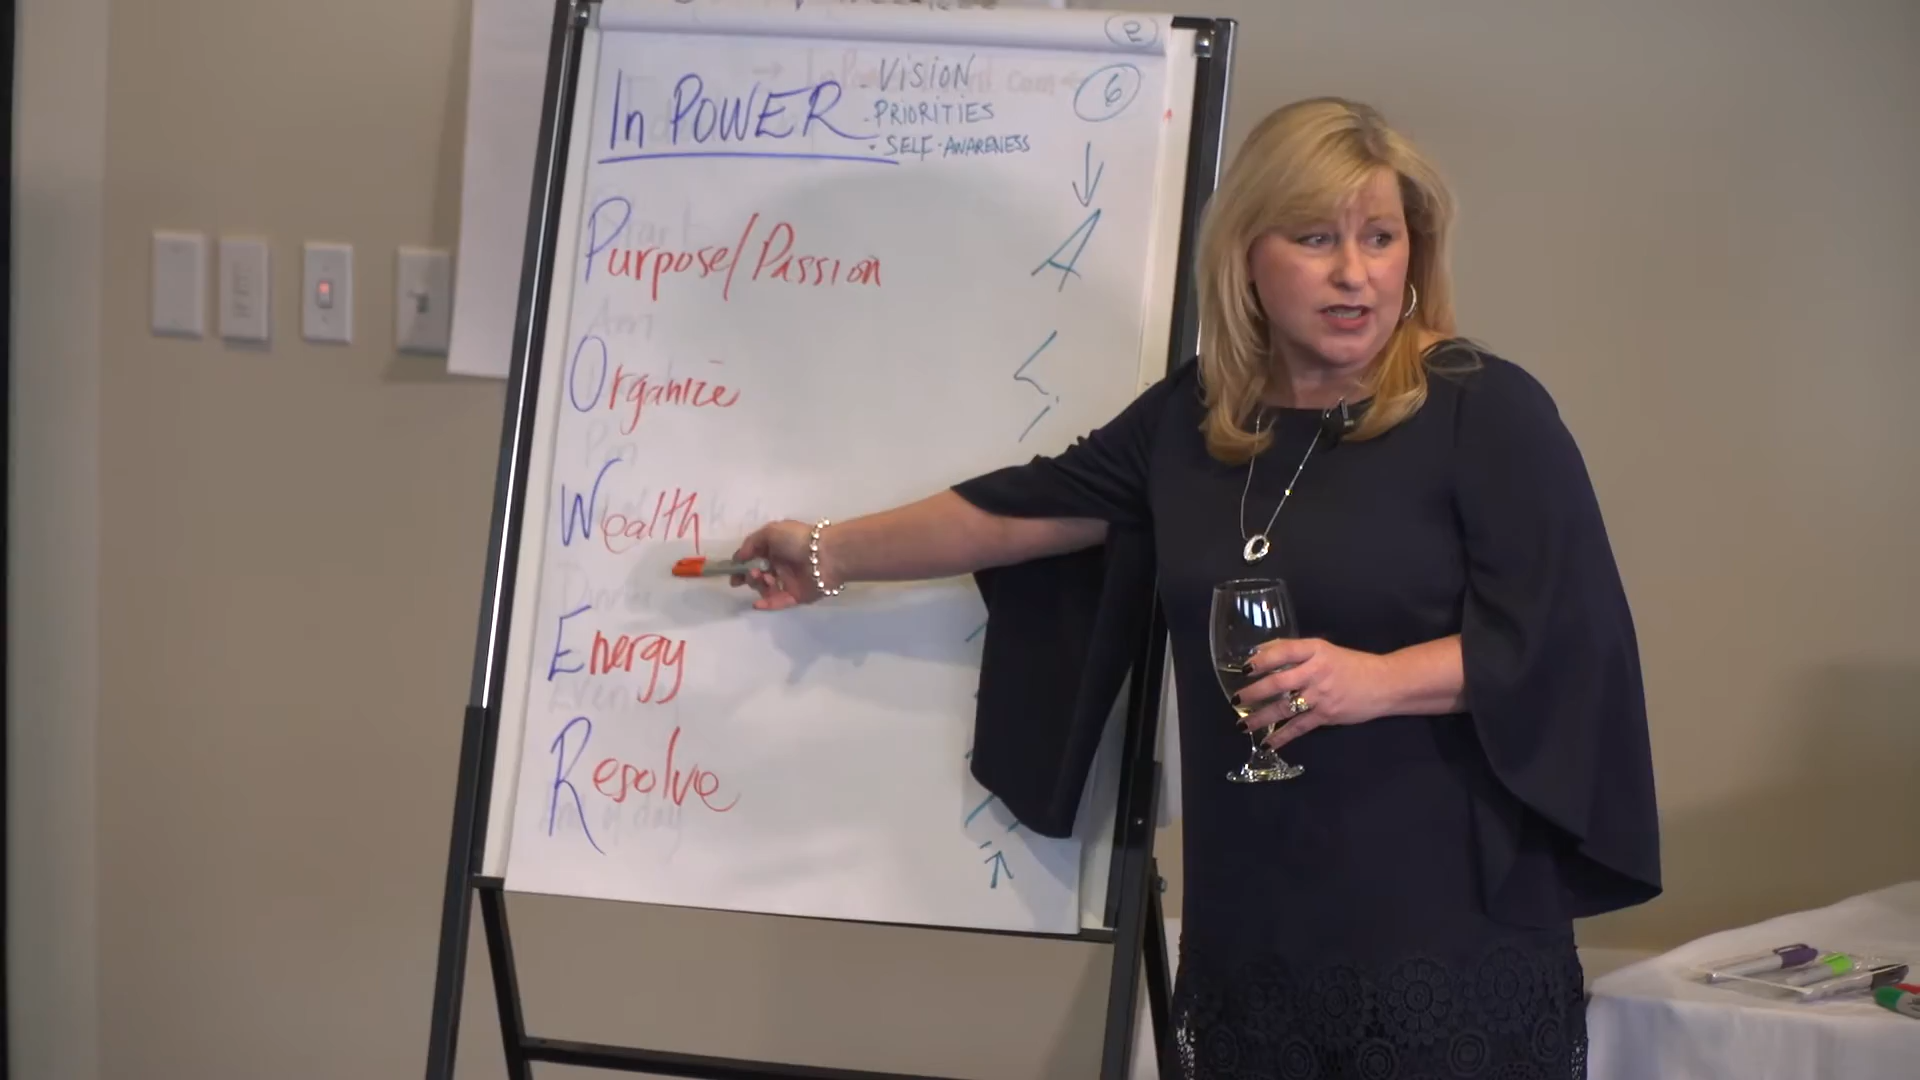 In POWER
- VISION
- PRIORITIES
- SELF-AWARENESS
6
Purpose/Passion
A
Organize
Wealth
Energy
Resolve